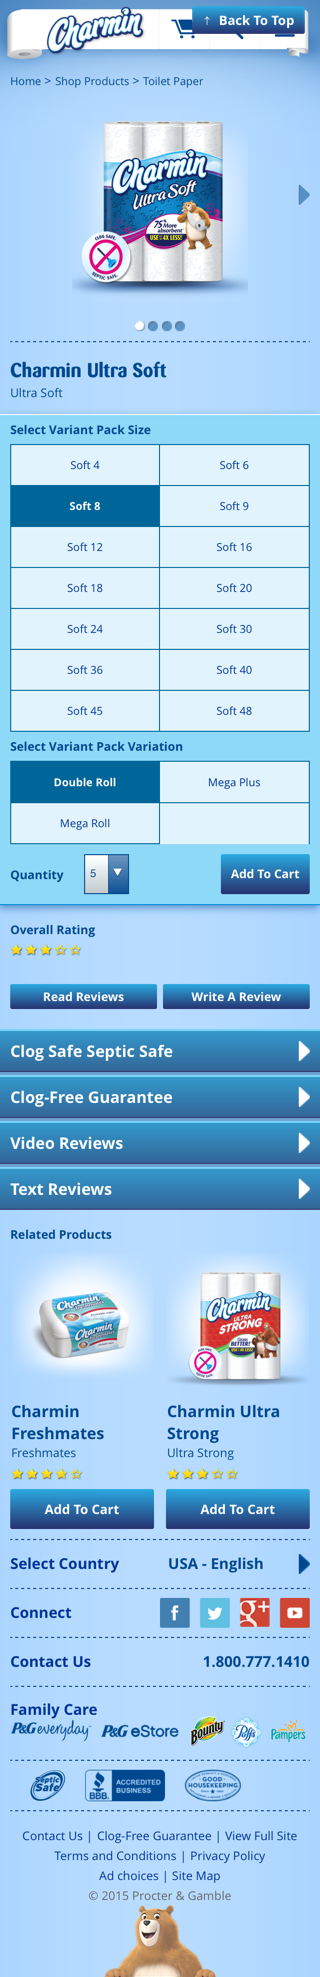 Charmin
↑ Back To Top
Home > Shop Products > Toilet Paper
Charmin
Ultra Soft
75% More
absorbent
USE UP TO 4X LESS!
CLOG SAFE.
SEPTIC SAFE.
Charmin Ultra Soft
Ultra Soft
Select Variant Pack Size
Soft 4
Soft 6
Soft 8
Soft 9
Soft 12
Soft 16
Soft 18
Soft 20
Soft 24
Soft 30
Soft 36
Soft 40
Soft 45
Soft 48
Select Variant Pack Variation
Double Roll
Mega Plus
Mega Roll
Quantity
5
Add To Cart
Overall Rating
Read Reviews
Write A Review
Clog Safe Septic Safe
Clog-Free Guarantee
Video Reviews
Text Reviews
Related Products
Charmin
Charmin
Charmin
ULTRA
STRONG
Cleans
BETTER!
Charmin
Freshmates
Freshmates
Charmin Ultra
Strong
Ultra Strong
Add To Cart
Add To Cart
Select Country
USA - English
Connect
f
g+
Contact Us
1.800.777.1410
Family Care
P&G everyday
P&G eStore
Bounty
Puffs
Pampers
Septic
Safe
BBB.
ACCREDITED
BUSINESS
GOOD
HOUSEKEEPING
Contact Us | Clog-Free Guarantee | View Full Site
Terms and Conditions | Privacy Policy
Ad choices | Site Map
© 2015 Procter & Gamble